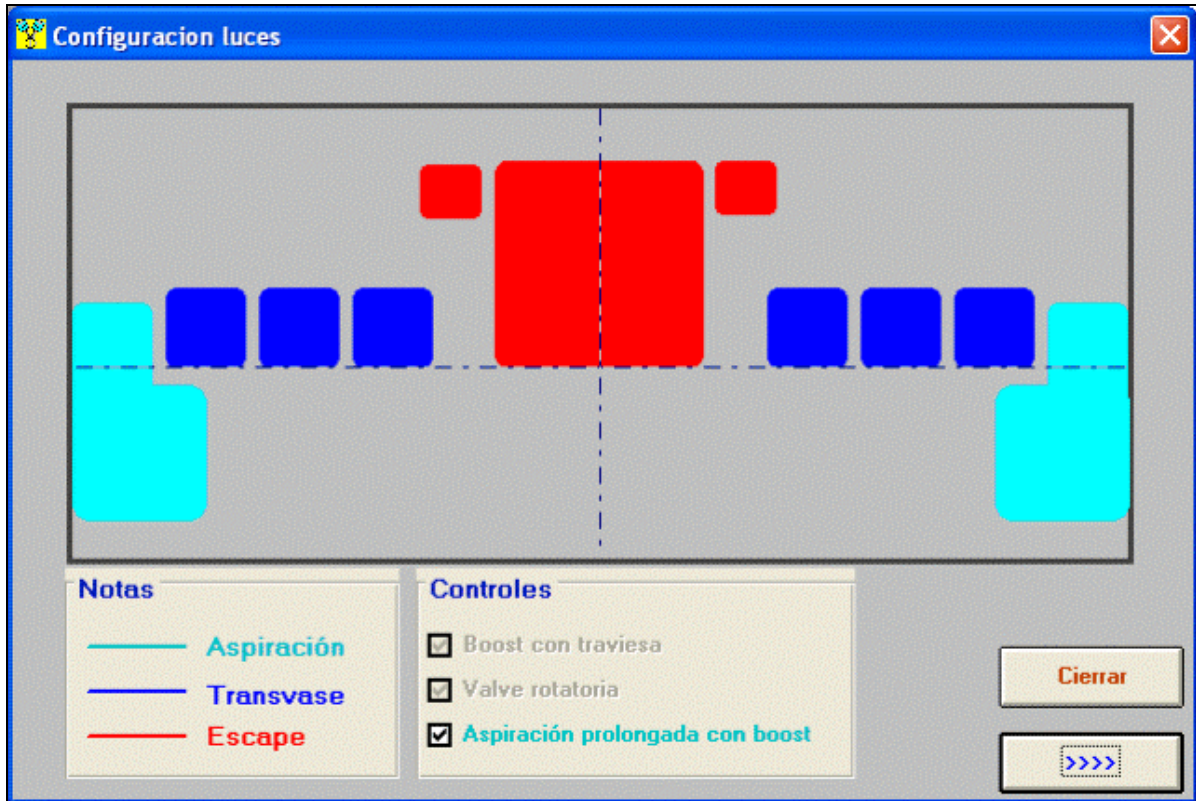 Configuracion luces
Notas
Aspiración
Transvase
Escape
Controles
Boost con traviesa
Valve rotatoria
Aspiración prolongada con boost
Cierrar
>>>>